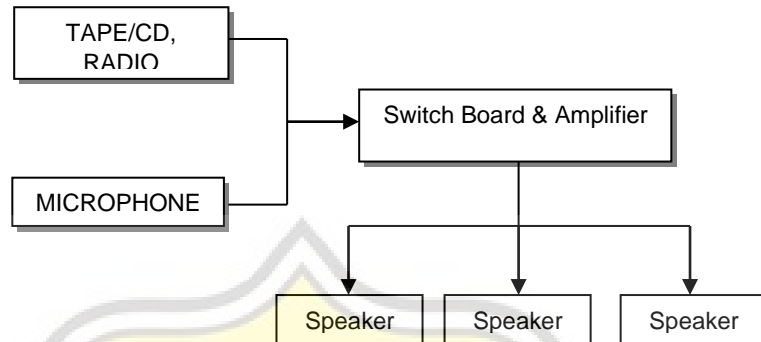 TAPE/CD,
RADIO
Switch Board & Amplifier
MICROPHONE
Speaker Speaker Speaker